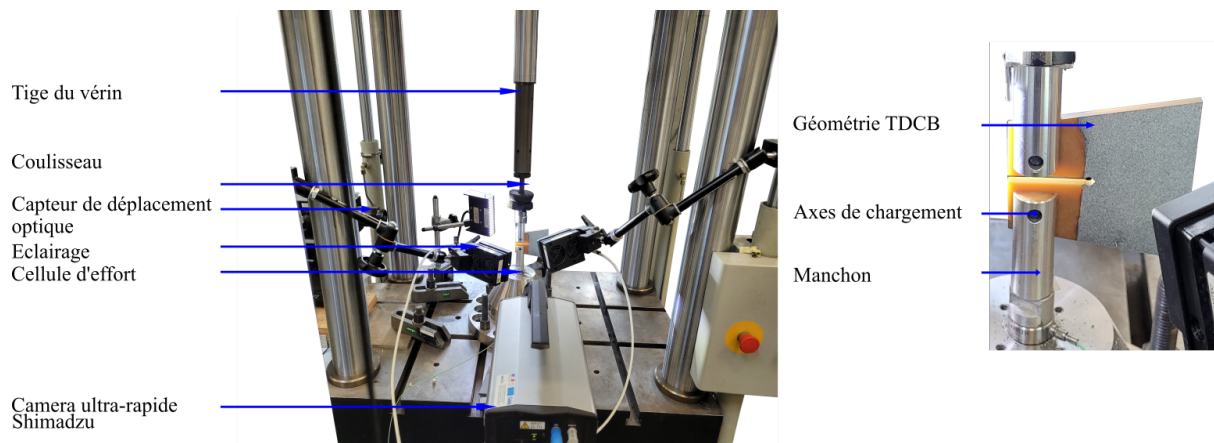 Tige du vérin
Coulisseau
Capteur de déplacement
optique
Eclairage
Cellule d'effort
Camera ultra-rapide
Shimadzu
Géométrie TDCB
Axes de chargement
Manchon